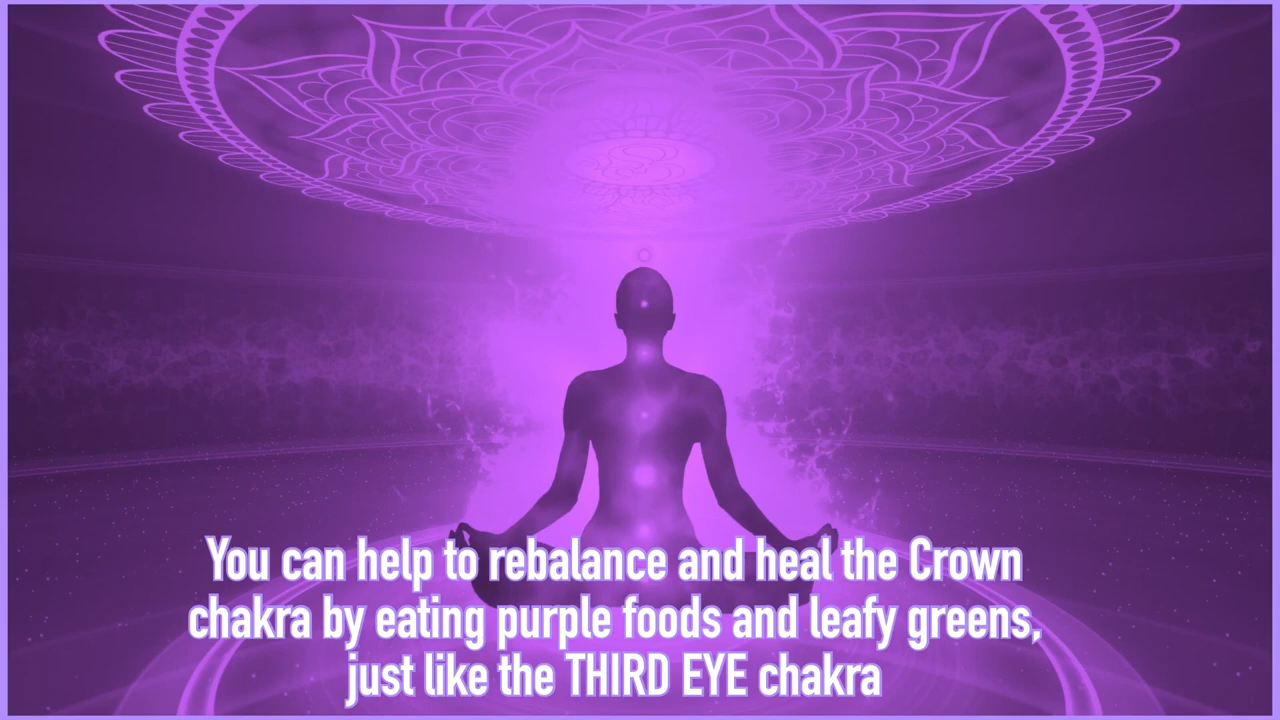 You can help to rebalance and heal the Crown
chakra by eating purple foods and leafy greens,
just like the THIRD EYE chakra